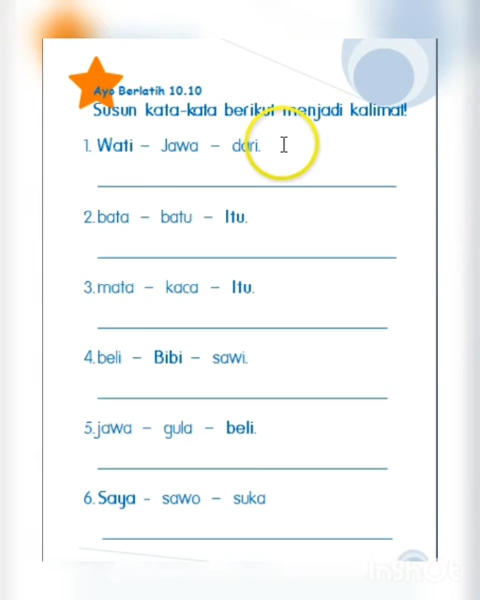 Ayo Berlatih 10.10
Susun kata-kata berikut menjadi kalimat!
1. Wati – Jawa – dari.
2. bata – batu – Itu.
3. mata – kaca – Itu.
4. beli – Bibi – sawi.
5. jawa – gula – beli.
6. Saya - sawo – suka
InShOt